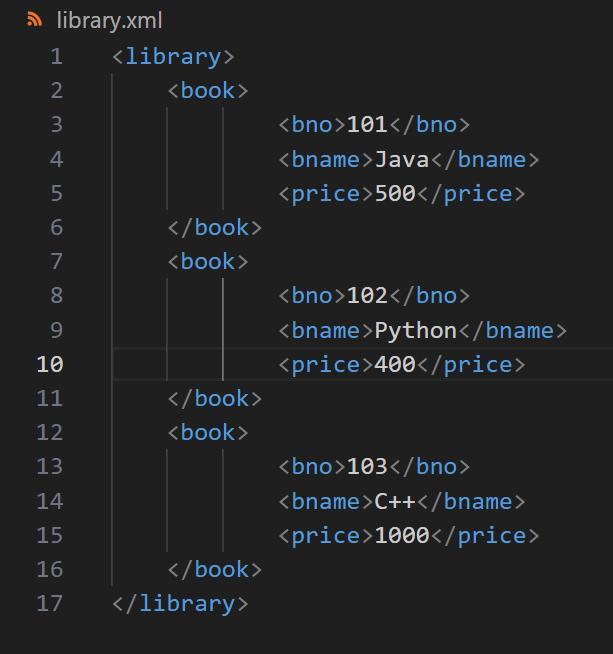 library.xml
1 <library>
2 <book>
3 <bno>101</bno>
4 <bname>Java</bname>
5 <price>500</price>
6 </book>
7 <book>
8 <bno>102</bno>
9 <bname>Python</bname>
10 <price>400</price>
11 </book>
12 <book>
13 <bno>103</bno>
14 <bname>C++</bname>
15 <price>1000</price>
16 </book>
17 </library>